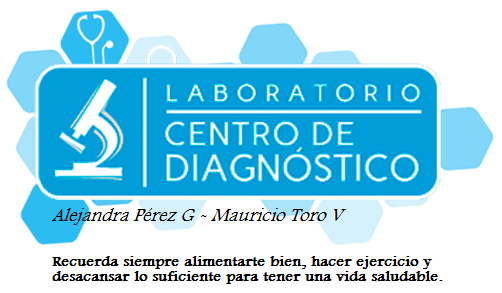 LABORATORIO
CENTRO DE
DIAGNÓSTICO
Alejandra Pérez G ~ Mauricio Toro V
Recuerda siempre alimentarte bien, hacer ejercicio y
desacansar lo suficiente para tener una vida saludable.